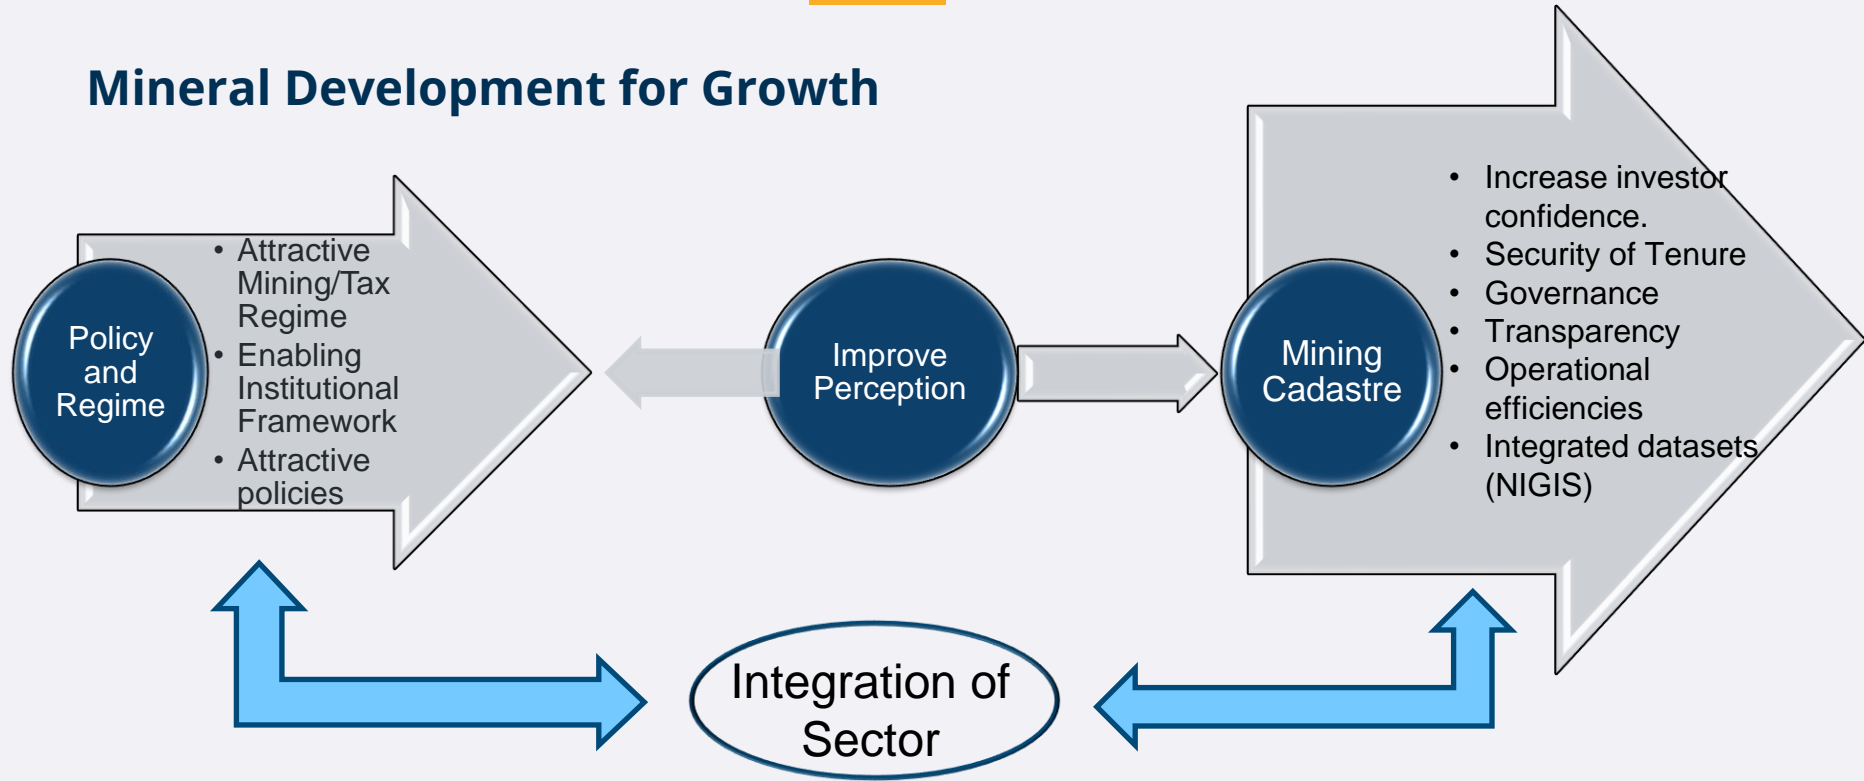 Mineral Development for Growth
Policy
and
Regime
• Attractive
Mining/Tax
Regime
• Enabling
Institutional
Framework
• Attractive
policies
Improve
Perception
Mining
Cadastre
• Increase investor
confidence.
• Security of Tenure
• Governance
• Transparency
• Operational
efficiencies
• Integrated datasets
(NIGIS)
Integration of
Sector